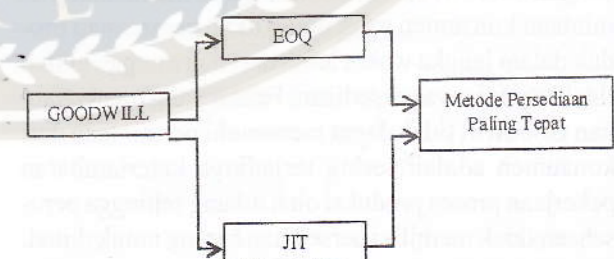 EOQ
GOODWILL
Metode Persediaan
Paling Tepat
JIT